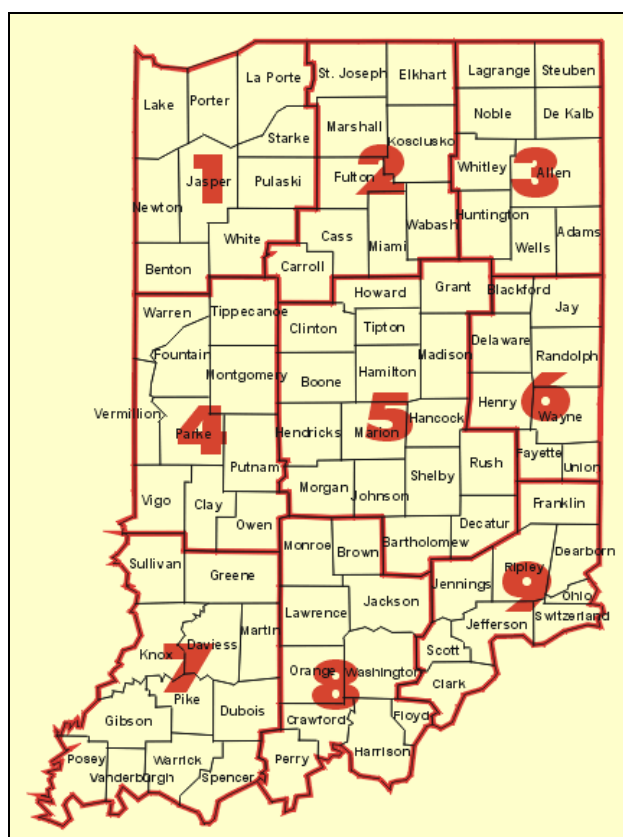 St. Joseph
Elkhart
Lagrange
Steuben
La Porte
Lake
Porter
Noble
De Kalb
Marshall
Starke
Kosclusko
1
2
3
Jasper
Pulaski
Fulton
Whitley
Allen
Newton
Huntington
White
Cass
Miami
Wabash
Wells
Adams
Benton
Carroll
Howard
Grant
Blackford
Jay
Warren
Tippecanoe
Clinton
Tipton
Delaware
Fountain
Madison
Randolph
Montgomery
Boone
Hamilton
4
5
6
Vermillion
Parke
Hendricks
Marion
Hancock
Henry
Wayne
Putnam
Fayette
Union
Morgan
Johnson
Shelby
Rush
Vigo
Clay
Owen
Franklin
Decatur
Monroe
Brown
Bartholomew
Dearborn
Sullivan
Greene
Jennings
Ripley
9
Ohio
Lawrence
Jackson
Jefferson
Switzerland
Martin
Daviess
Knox
7
Scott
Orange
8
Washington
Clark
Pike
Dubois
Gibson
Crawford
Floyd
Harrison
Posey
Vanderburgh
Warrick
Spencer
Perry